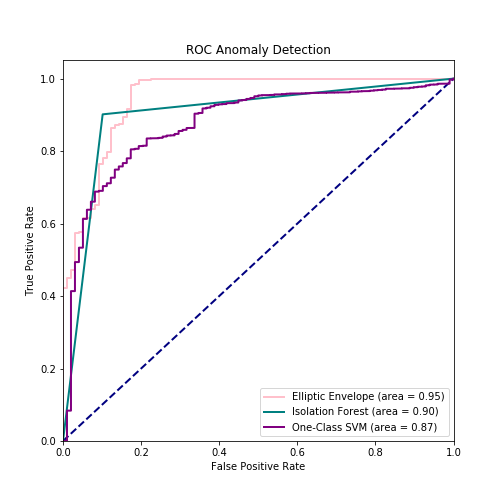 ROC Anomaly Detection
True Positive Rate
1.0
0.8
0.6
0.4
0.2
0.0
Elliptic Envelope (area = 0.95)
Isolation Forest (area = 0.90)
One-Class SVM (area = 0.87)
0.0 0.2 0.4 0.6 0.8 1.0
False Positive Rate